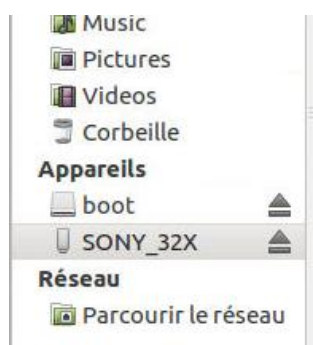 Music
Pictures
Videos
Corbeille
Appareils
boot
SONY_32X
Réseau
Parcourir le réseau